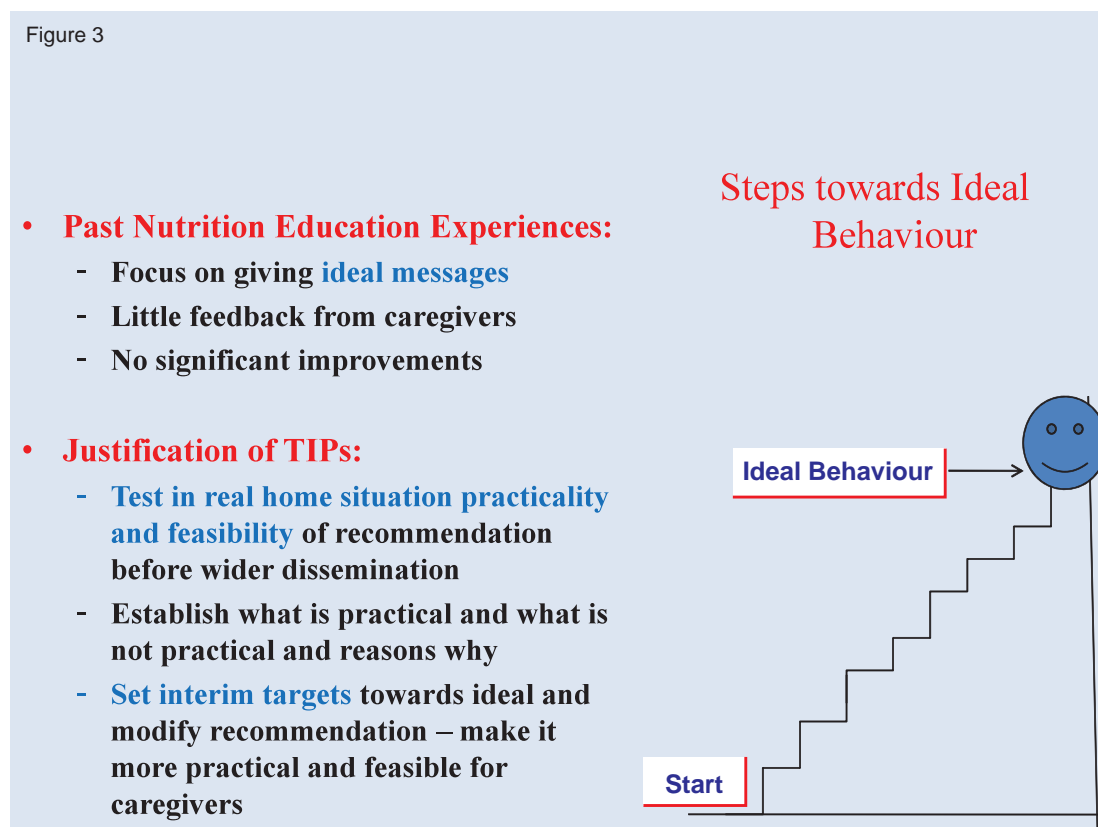 Figure 3
• Past Nutrition Education Experiences:
- Focus on giving ideal messages
- Little feedback from caregivers
- No significant improvements
• Justification of TIPs:
- Test in real home situation practicality
and feasibility of recommendation
before wider dissemination
- Establish what is practical and what is
not practical and reasons why
- Set interim targets towards ideal and
modify recommendation – make it
more practical and feasible for
caregivers
Steps towards Ideal
Behaviour
Ideal Behaviour
Start